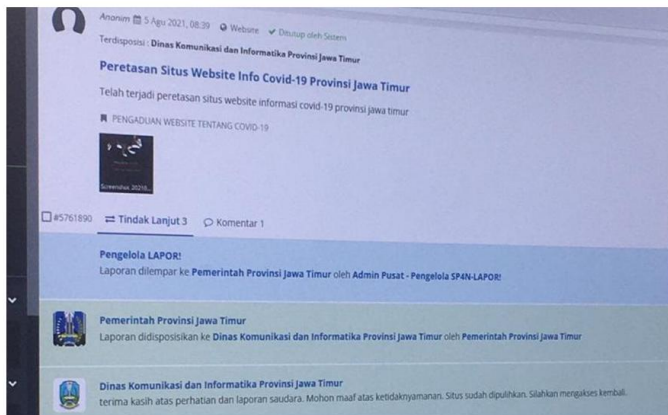 Anonim 5 Agu 2021, 08.39 Website Ditutup oleh Sistem
Terdisposisi : Dinas Komunikasi dan Informatika Provinsi Jawa Timur
Peretasan Situs Website Info Covid-19 Provinsi Jawa Timur
Telah terjadi peretasan situs website informasi covid-19 provinsi jawa timur
PENGADUAN WEBSITE TENTANG COVID-19
#5761890 Tindak Lanjut 3 Komentar 1
Pengelola LAPOR!
Laporan dilempar ke Pemerintah Provinsi Jawa Timur oleh Admin Pusat - Pengelola SP4N-LAPOR!
Pemerintah Provinsi Jawa Timur
Laporan didisposisikan ke Dinas Komunikasi dan Informatika Provinsi Jawa Timur oleh Pemerintah Provinsi Jawa Timur
Dinas Komunikasi dan Informatika Provinsi Jawa Timur
terima kasih atas perhatian dan laporan saudara. Mohon maaf atas ketidaknyamanan. Situs sudah dipulihkan. Silahkan mengakses kembali.